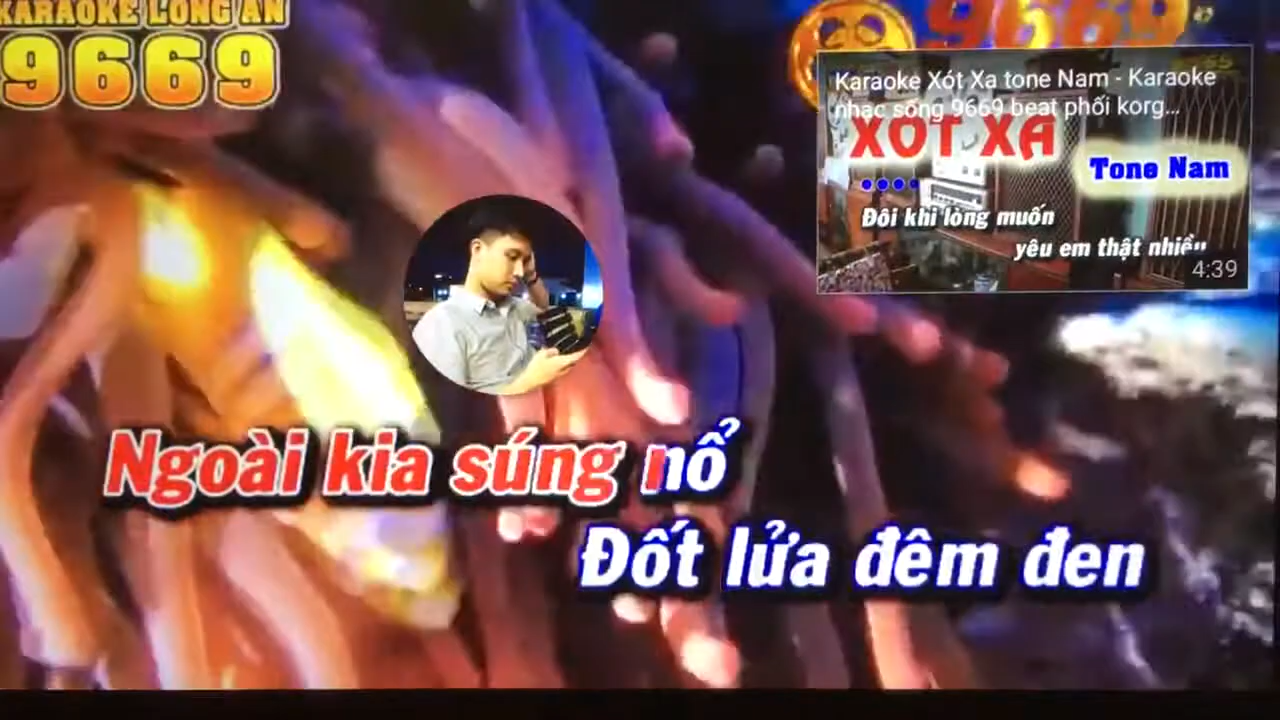 KARAOKE LONG AN
9669
9669
Karaoke Xót Xa tone Nam - Karaoke
nhạc sống 9669 beat phối korg...
XÓT XA
Tone Nam
Đôi khi lòng muốn
yêu em thật nhiều
4:39
Ngoài kia súng nổ
Đốt lửa đêm đen